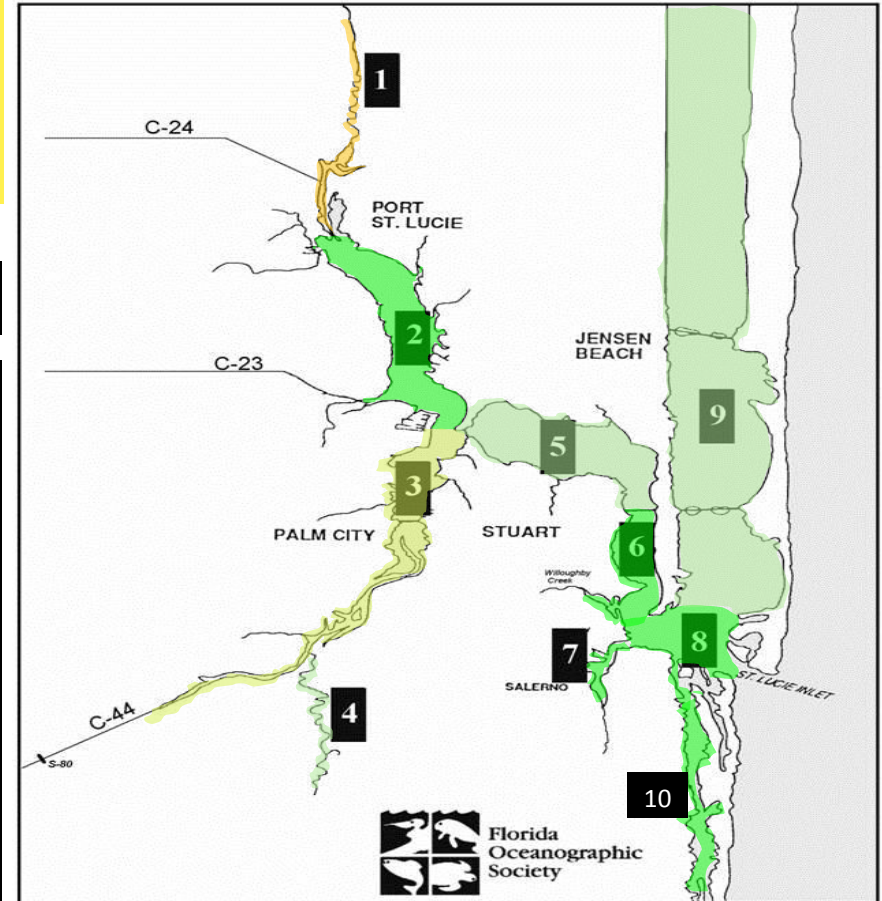 1
C-24
PORT
ST. LUCIE
2
JENSEN
BEACH
C-23
9
5
3
PALM CITY
STUART
6
Willoughby
Creek
7
8
SALERNO
ST. LUCIE INLET
4
C-44
S-80
10
Florida
Oceanographic
Society